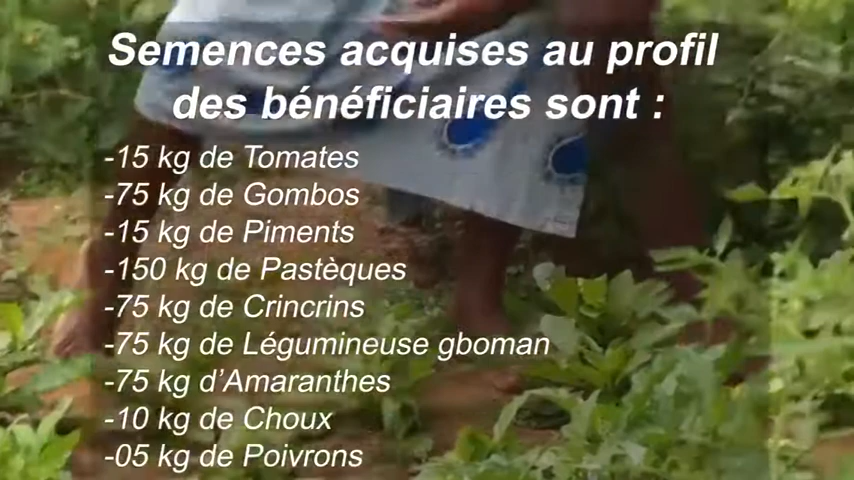 Semences acquises au profil
des bénéficiaires sont :
-15 kg de Tomates
-75 kg de Gombos
-15 kg de Piments
-150 kg de Pastèques
-75 kg de Crincrins
-75 kg de Légumineuse gboman
-75 kg d'Amaranthes
-10 kg de Choux
-05 kg de Poivrons